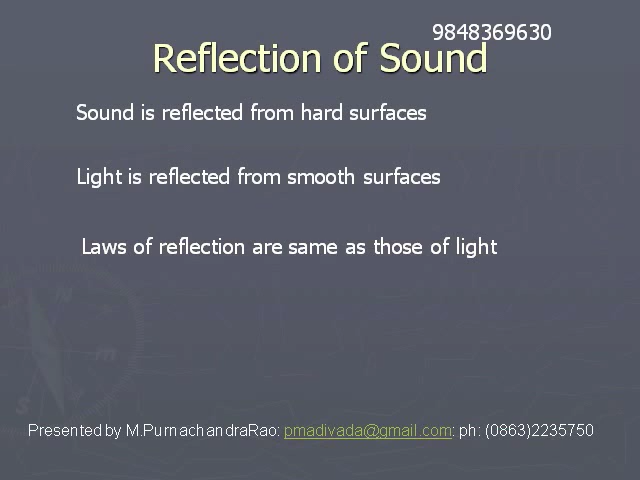 9848369630
Reflection of Sound
Sound is reflected from hard surfaces
Light is reflected from smooth surfaces
Laws of reflection are same as those of light
N
m
S
Presented by M.PurnachandraRao: pmadivada@gmail.com: ph: (0863)2235750